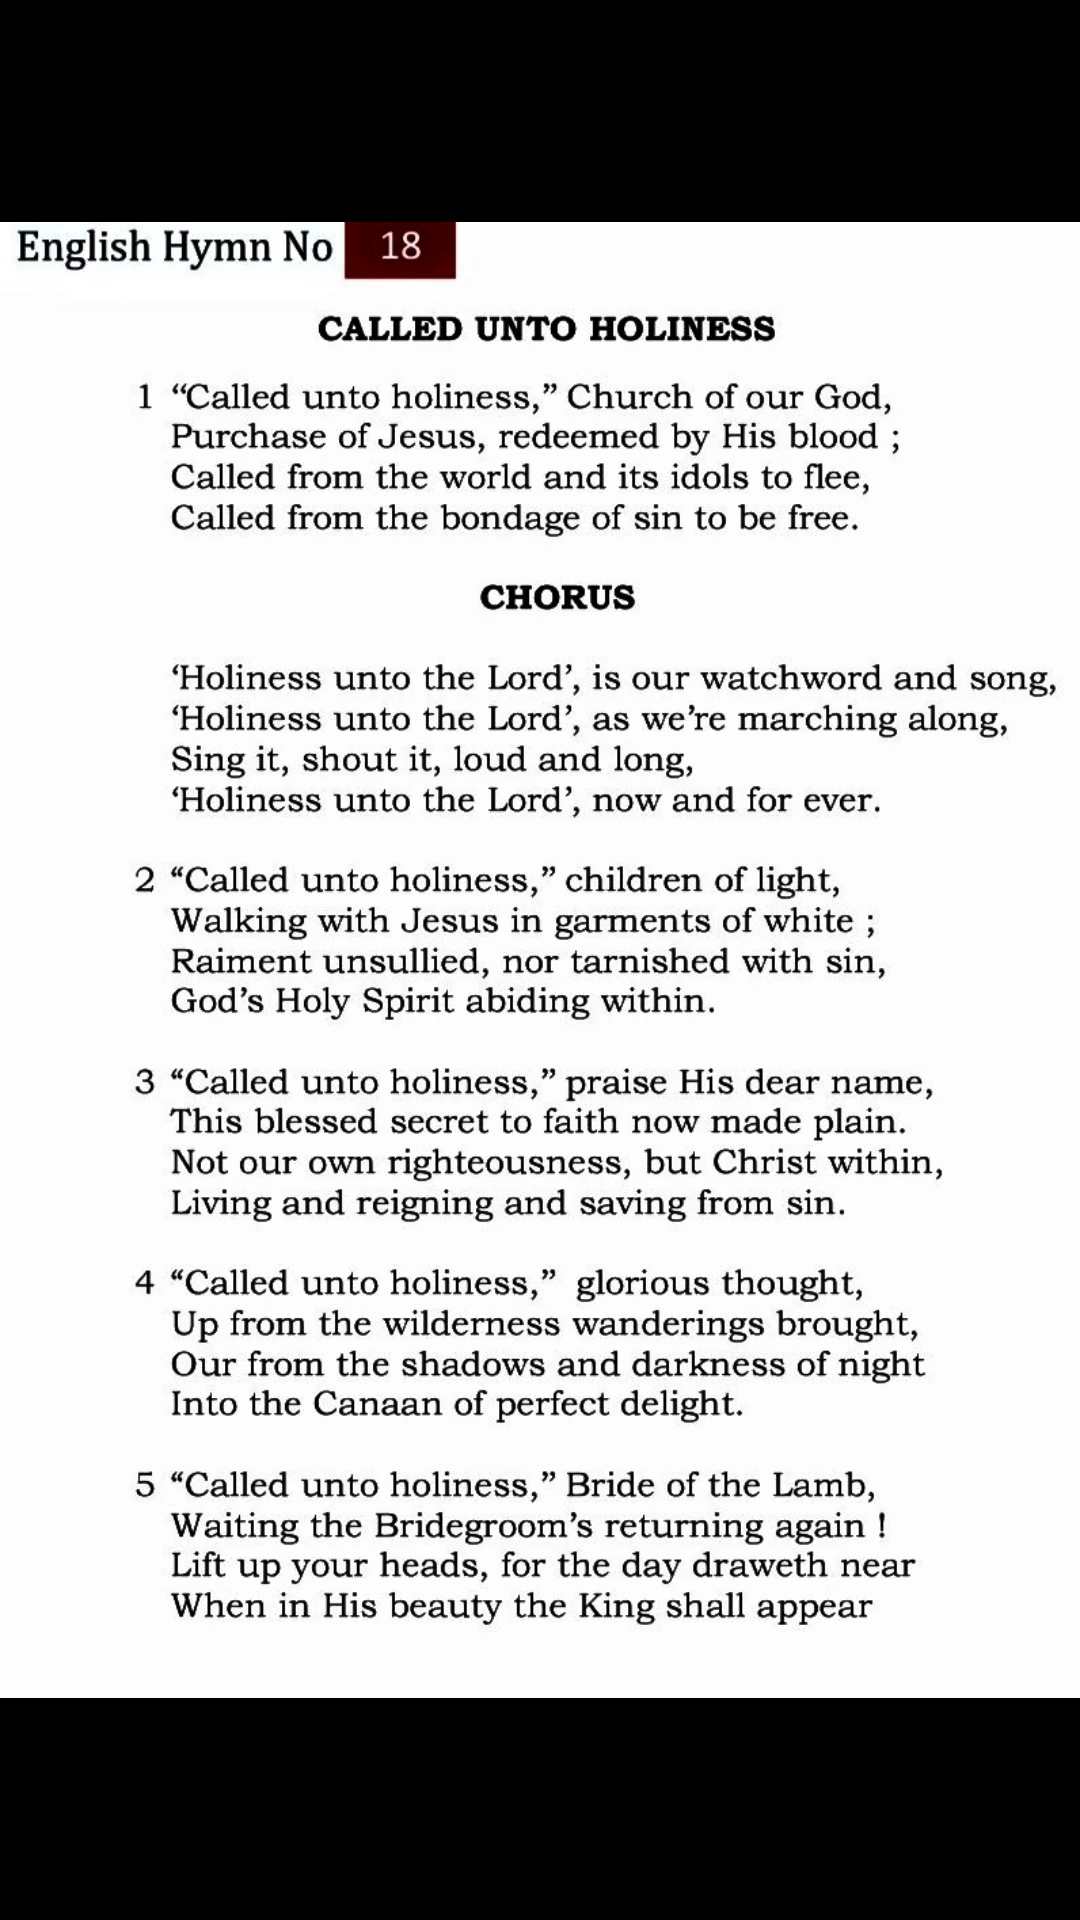 English Hymn No 18
CALLED UNTO HOLINESS
1 “Called unto holiness,” Church of our God,
Purchase of Jesus, redeemed by His blood ;
Called from the world and its idols to flee,
Called from the bondage of sin to be free.
CHORUS
‘Holiness unto the Lord’, is our watchword and song,
‘Holiness unto the Lord’, as we’re marching along,
Sing it, shout it, loud and long,
‘Holiness unto the Lord’, now and for ever.
2 “Called unto holiness,” children of light,
Walking with Jesus in garments of white ;
Raiment unsullied, nor tarnished with sin,
God’s Holy Spirit abiding within.
3 “Called unto holiness,” praise His dear name,
This blessed secret to faith now made plain.
Not our own righteousness, but Christ within,
Living and reigning and saving from sin.
4 “Called unto holiness,” glorious thought,
Up from the wilderness wanderings brought,
Our from the shadows and darkness of night
Into the Canaan of perfect delight.
5 “Called unto holiness,” Bride of the Lamb,
Waiting the Bridegroom’s returning again !
Lift up your heads, for the day draweth near
When in His beauty the King shall appear